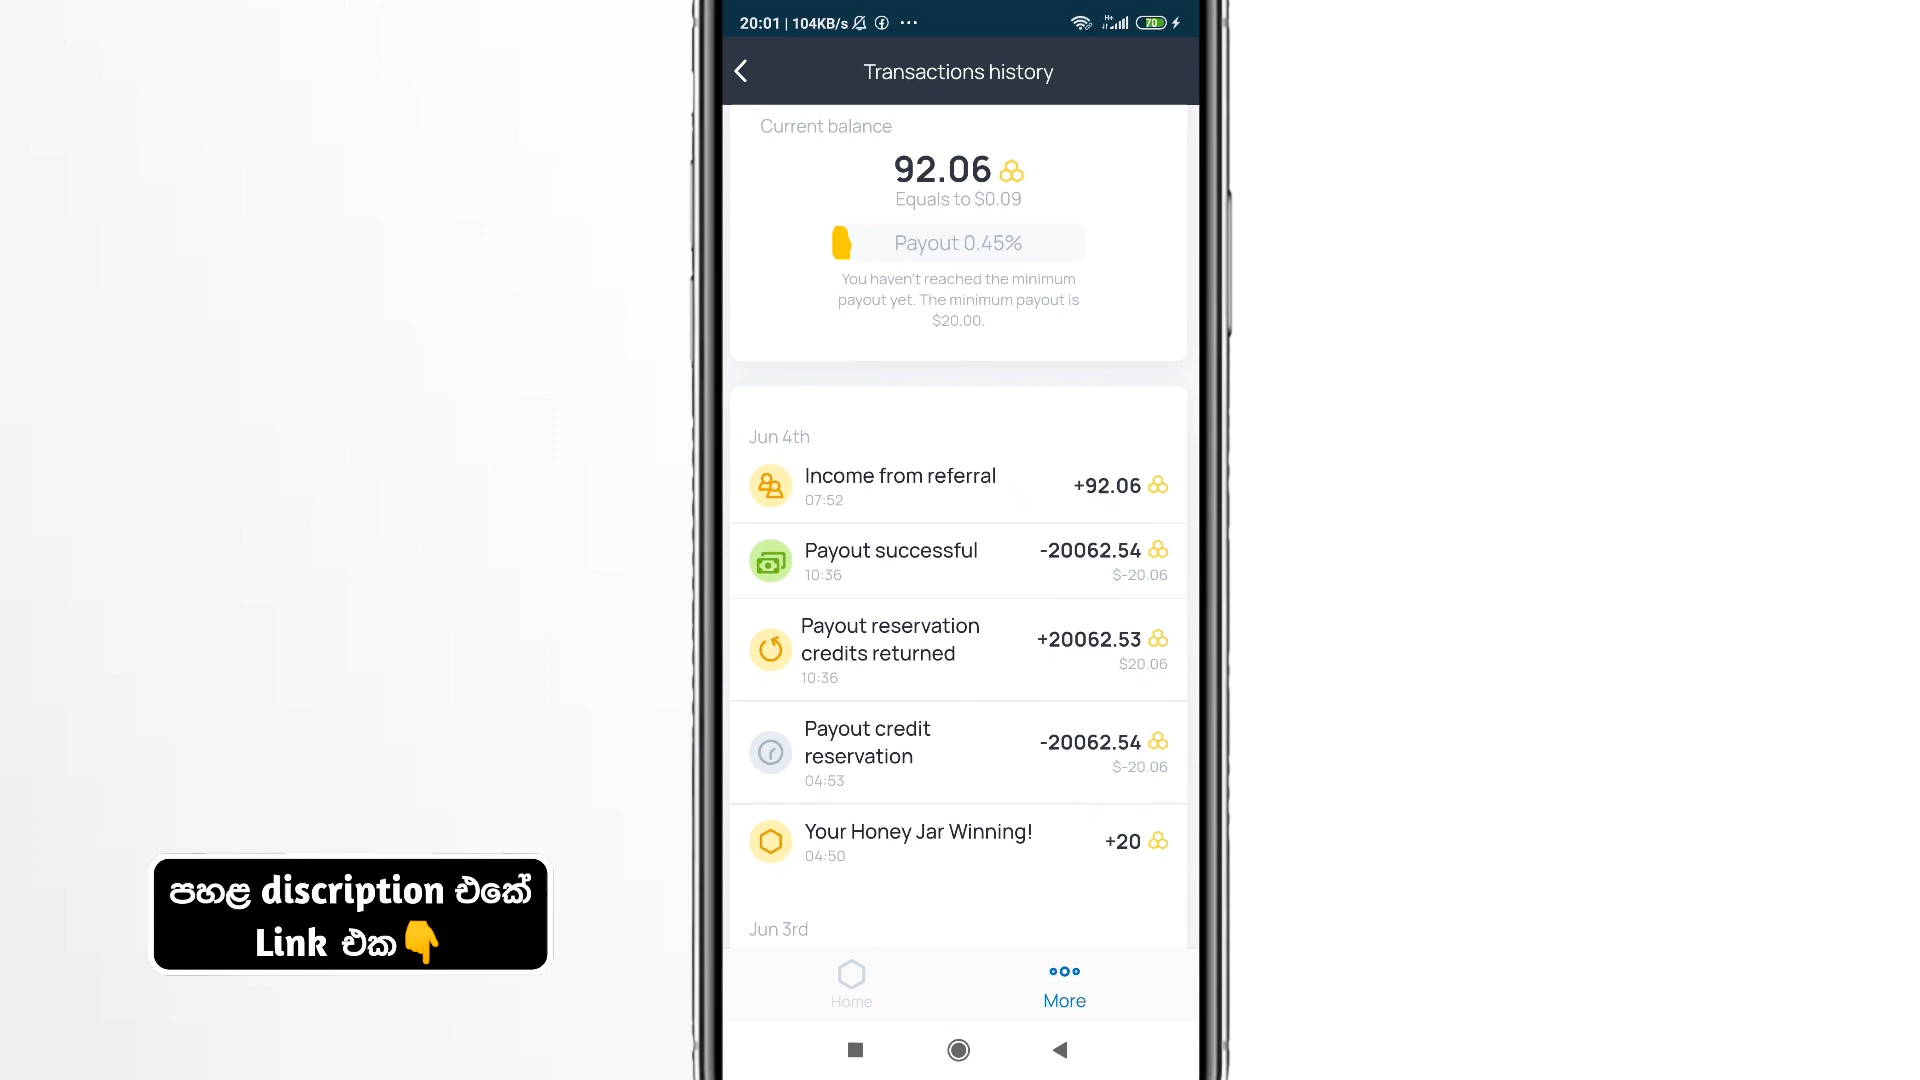 20:01 | 104KB/s
H+
70
Transactions history
Current balance
92.06
Equals to $0.09
Payout 0.45%
You haven't reached the minimum
payout yet. The minimum payout is
$20.00.
Jun 4th
Income from referral
+92.06
07:52
Payout successful
-20062.54
10:36
$-20.06
Payout reservation
credits returned
+20062.53
$20.06
10:36
Payout credit
reservation
-20062.54
$-20.06
04:53
Your Honey Jar Winning!
+20
04:50
Jun 3rd
Home
More
පහළ discription එකේ
Link එක👇